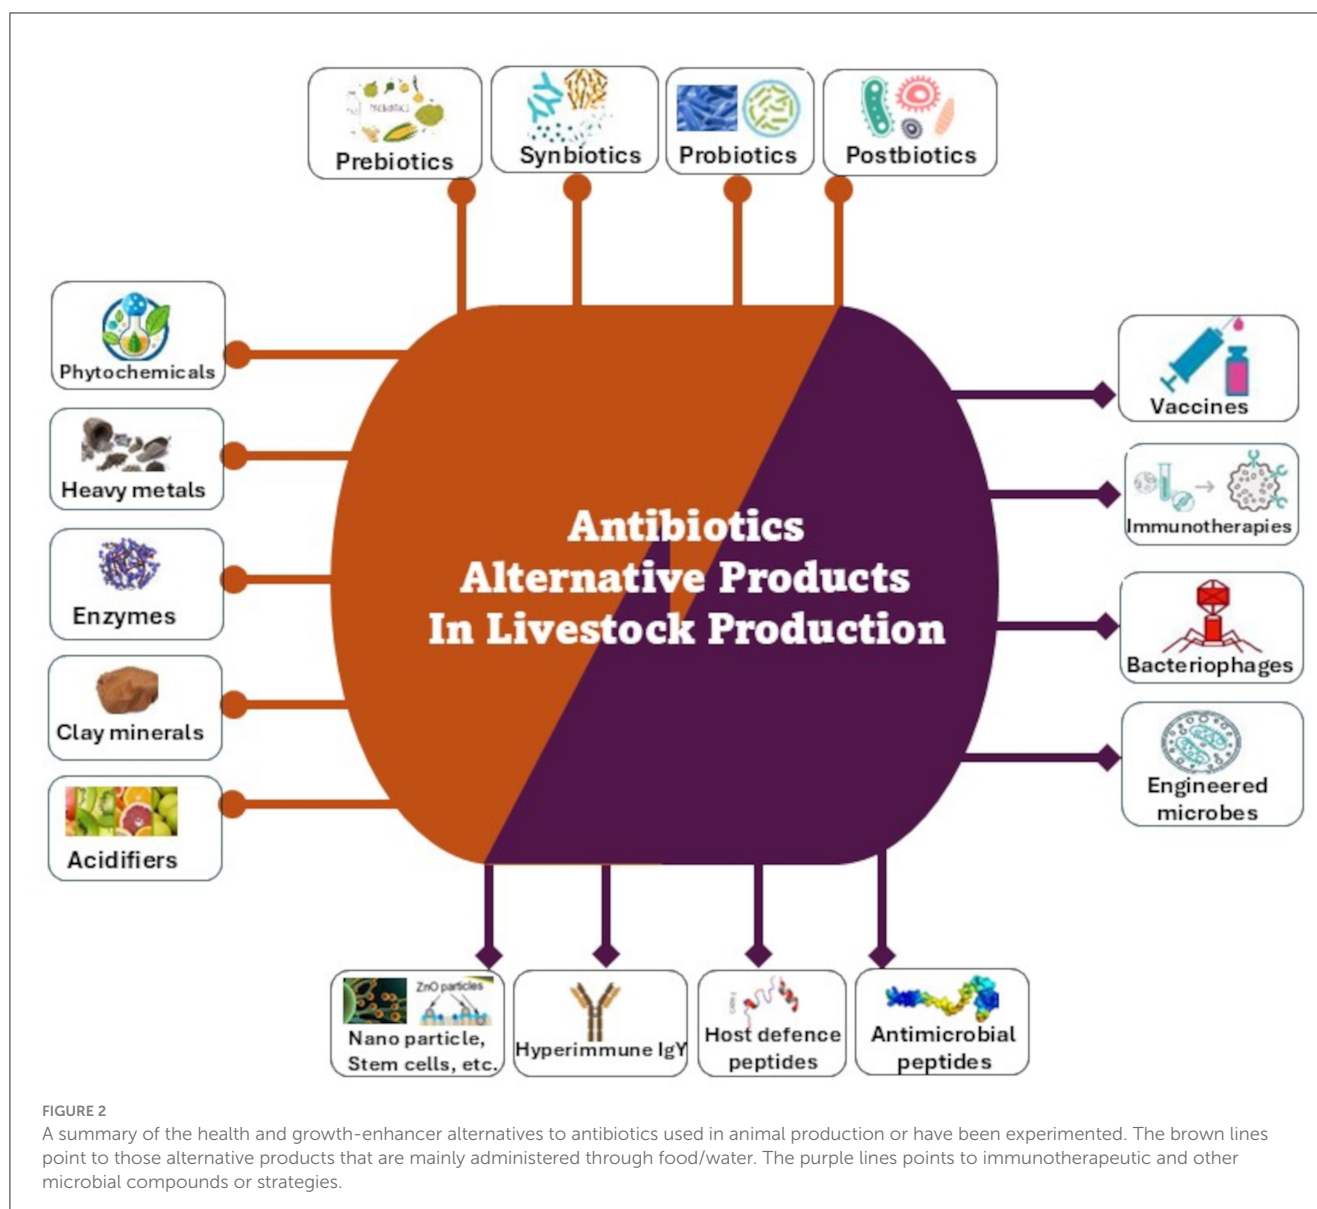 Prebiotics
Synbiotics
Probiotics
Postbiotics
Phytochemicals
Heavy metals
Enzymes
Clay minerals
Acidifiers
Antibiotics
Alternative Products
In Livestock Production
Vaccines
Immunotherapies
Bacteriophages
Engineered
microbes
ZnO particles
Nano particle,
Stem cells, etc.
Hyperimmune IgY
Host defence
peptides
Antimicrobial
peptides
FIGURE 2
A summary of the health and growth-enhancer alternatives to antibiotics used in animal production or have been experimented. The brown lines
point to those alternative products that are mainly administered through food/water. The purple lines points to immunotherapeutic and other
microbial compounds or strategies.